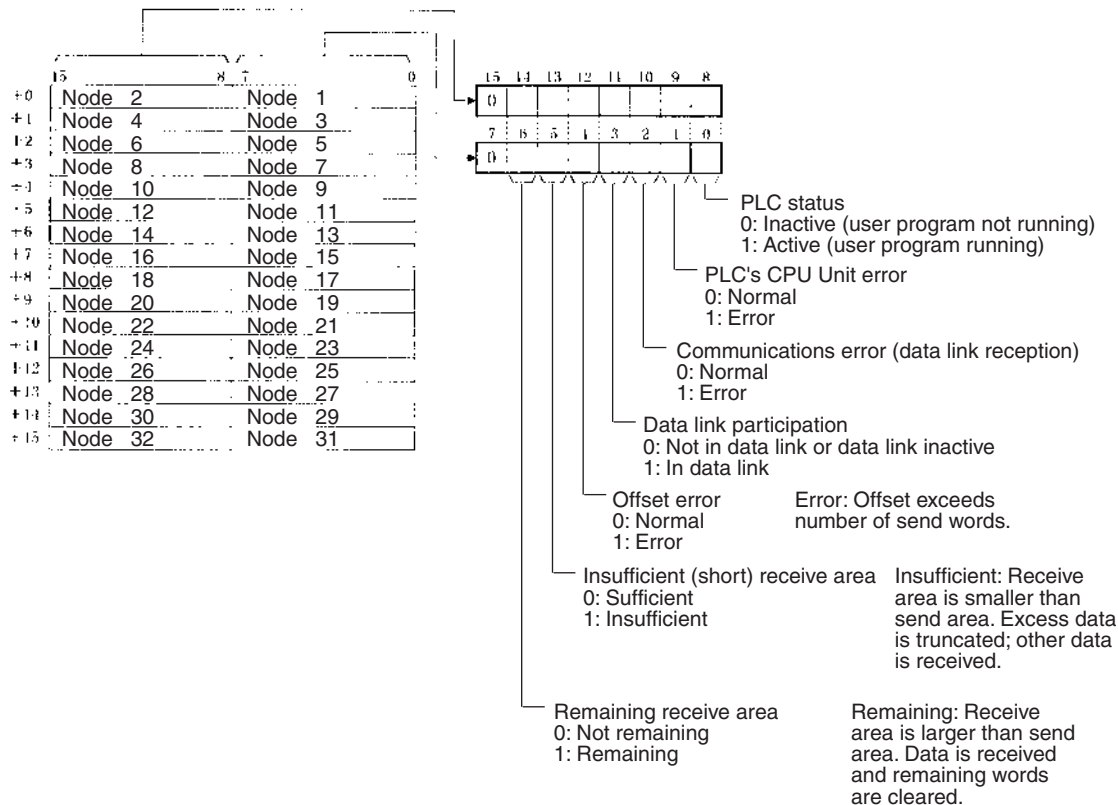 15 8 7 0
+0 Node 2 Node 1
+1 Node 4 Node 3
+2 Node 6 Node 5
+3 Node 8 Node 7
+4 Node 10 Node 9
+5 Node 12 Node 11
+6 Node 14 Node 13
+7 Node 16 Node 15
+8 Node 18 Node 17
+9 Node 20 Node 19
+10 Node 22 Node 21
+11 Node 24 Node 23
+12 Node 26 Node 25
+13 Node 28 Node 27
+14 Node 30 Node 29
+15 Node 32 Node 31
15 14 13 12 11 10 9 8
0
7 6 5 4 3 2 1 0
0
PLC status
0: Inactive (user program not running)
1: Active (user program running)
PLC's CPU Unit error
0: Normal
1: Error
Communications error (data link reception)
0: Normal
1: Error
Data link participation
0: Not in data link or data link inactive
1: In data link
Offset error
0: Normal
1: Error
Error: Offset exceeds
number of send words.
Insufficient (short) receive area
0: Sufficient
1: Insufficient
Insufficient: Receive
area is smaller than
send area. Excess data
is truncated; other data
is received.
Remaining receive area
0: Not remaining
1: Remaining
Remaining: Receive
area is larger than send
area. Data is received
and remaining words
are cleared.